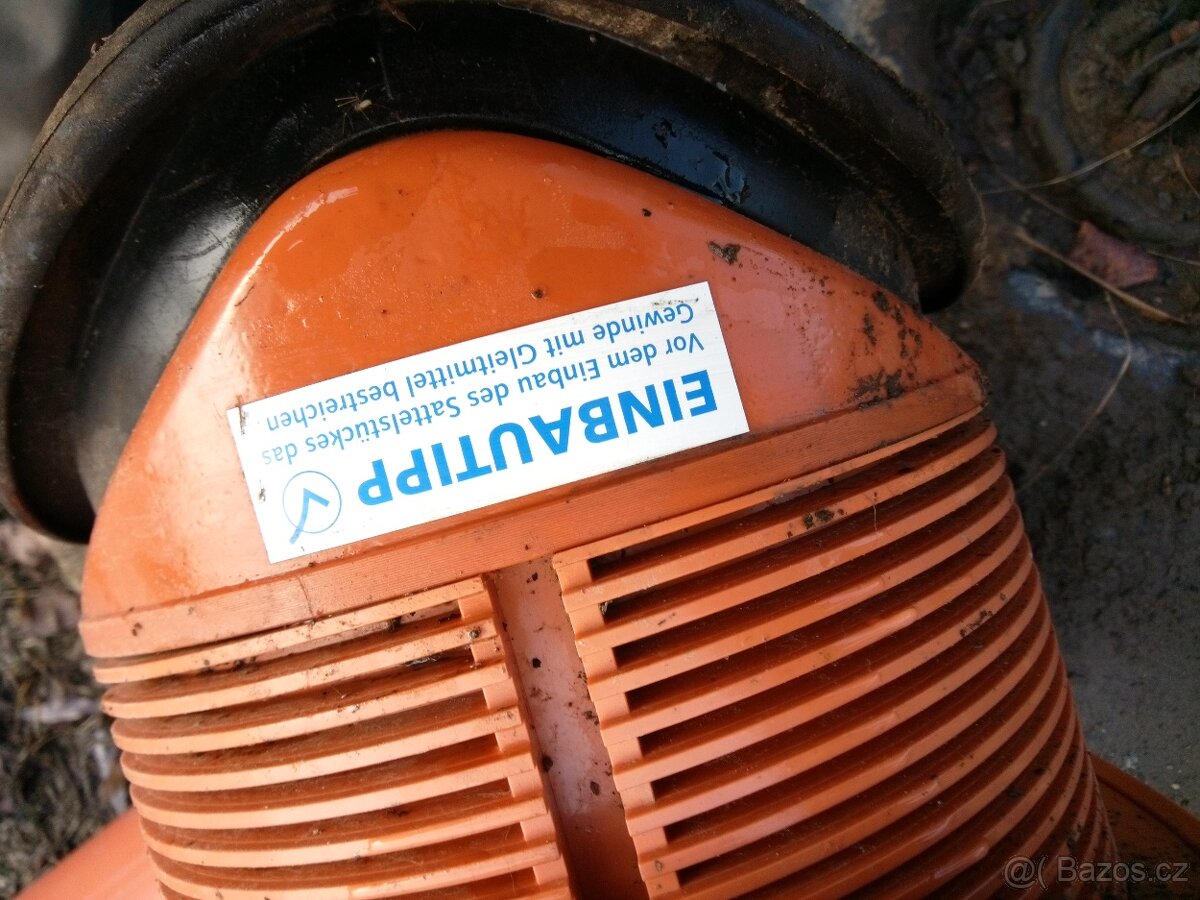 EINBAUTIPP
Vor dem Einbau des Sattelstückes das
Gewinde mit Gleitmittel bestreichen
@( Bazos.cz